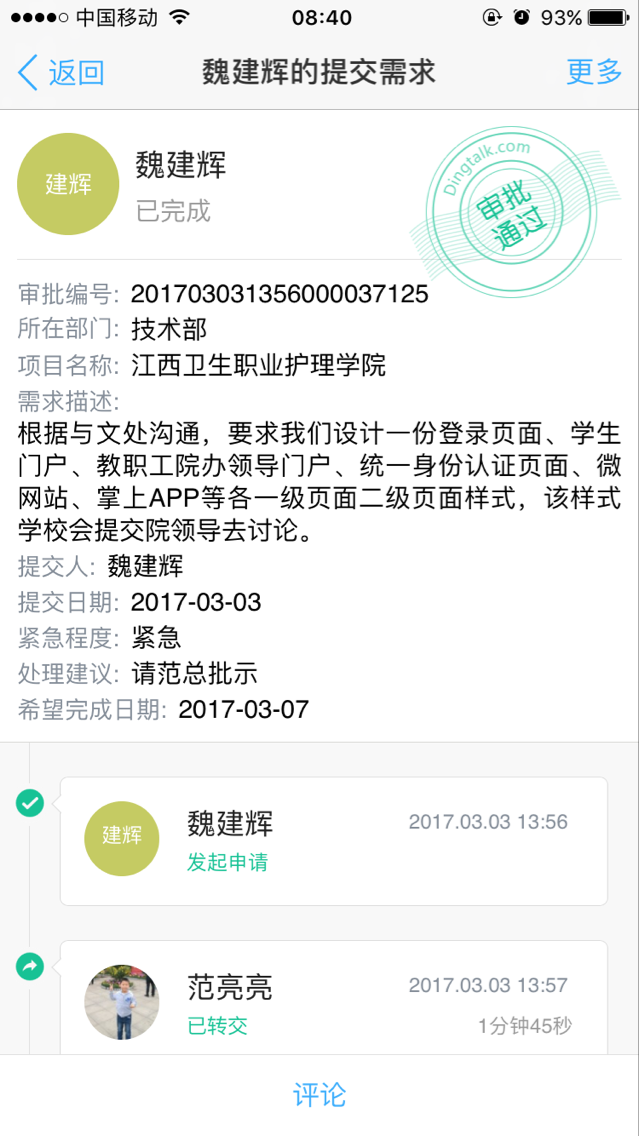 中国移动 08:40 93%
返回 魏建辉的提交需求 更多
建辉 魏建辉
已完成
Dingtalk.com
审批
通过
审批编号: 201703031356000037125
所在部门: 技术部
项目名称: 江西卫生职业护理学院
需求描述:
根据与文处沟通，要求我们设计一份登录页面、学生
门户、教职工院办领导门户、统一身份认证页面、微
网站、掌上APP等各一级页面二级页面样式，该样式
学校会提交院领导去讨论。
提交人: 魏建辉
提交日期: 2017-03-03
紧急程度: 紧急
处理建议: 请范总批示
希望完成日期: 2017-03-07
建辉 魏建辉 2017.03.03 13:56
发起申请
范亮亮 2017.03.03 13:57
已转交 1分钟45秒
评论